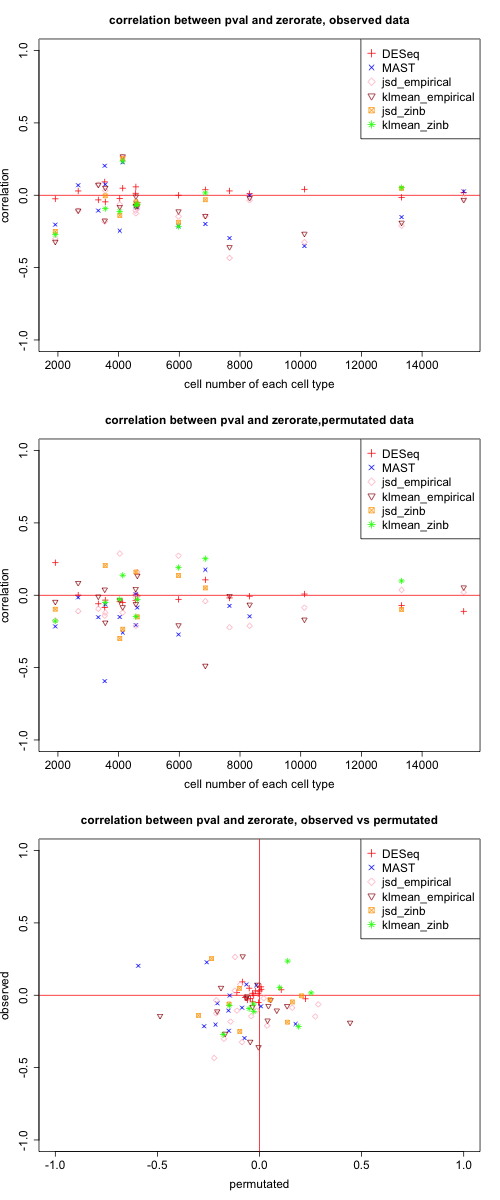 correlation between pval and zerorate, observed data
1.0
0.5
0.0
-0.5
-1.0
correlation
DESeq
MAST
jsd_empirical
klmean_empirical
jsd_zinb
klmean_zinb
2000 4000 6000 8000 10000 12000 14000
cell number of each cell type
correlation between pval and zerorate,permutated data
1.0
0.5
0.0
-0.5
-1.0
correlation
DESeq
MAST
jsd_empirical
klmean_empirical
jsd_zinb
klmean_zinb
2000 4000 6000 8000 10000 12000 14000
cell number of each cell type
correlation between pval and zerorate, observed vs permutated
1.0
0.5
0.0
-0.5
-1.0
observed
DESeq
MAST
jsd_empirical
klmean_empirical
jsd_zinb
klmean_zinb
-1.0 -0.5 0.0 0.5 1.0
permutated